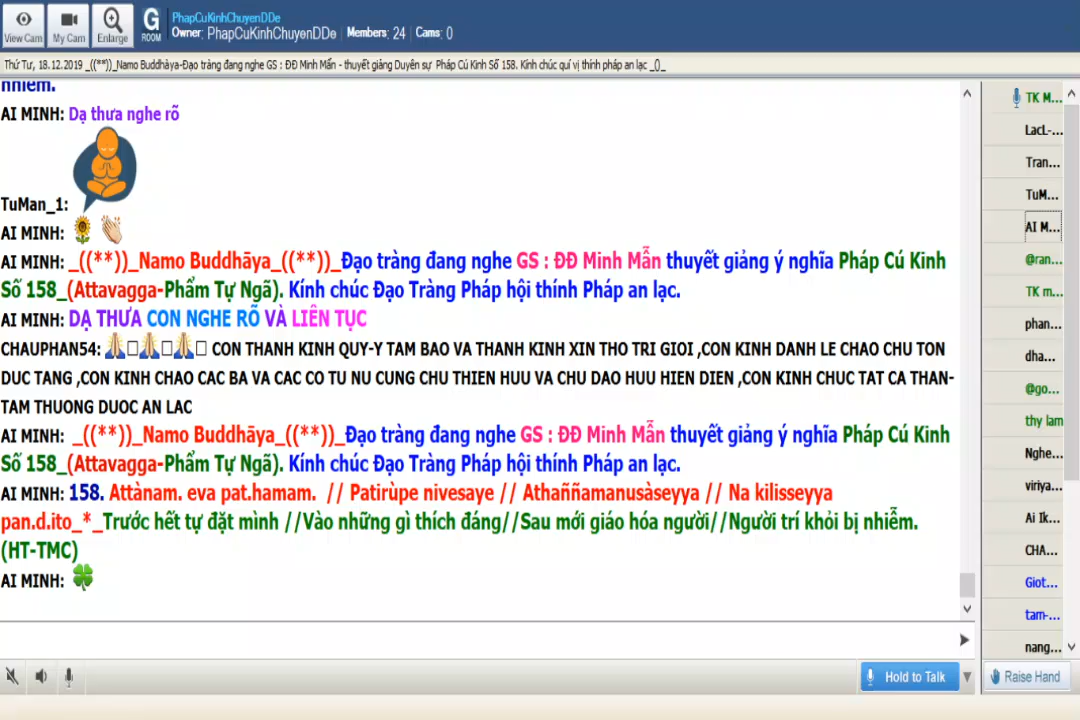 View Cam My Cam Enlarge G ROOM
PhapCuKinhChuyenDDe
Owner: PhapCuKinhChuyenDDe Members: 24 Cams: 0
Thứ Tư, 18.12.2019 _((**))_Namo Buddhàya-Đạo tràng đang nghe GS : ĐĐ Minh Mẫn - thuyết giảng Duyên sự Pháp Cú Kinh Số 158. Kính chúc quí vị thính pháp an lạc _()_
nhiễm.
AI MINH: Dạ thưa nghe rõ
TuMan_1:
AI MINH: 🌻 👏
AI MINH: _((**))_Namo Buddhāya_((**))_Đạo tràng đang nghe GS : ĐĐ Minh Mẫn thuyết giảng ý nghĩa Pháp Cú Kinh
Số 158_(Attavagga-Phẩm Tự Ngã). Kính chúc Đạo Tràng Pháp hội thính Pháp an lạc.
AI MINH: DẠ THƯA CON NGHE RÕ VÀ LIÊN TỤC
CHAUPHAN54: 🙏🙏🙏 CON THANH KINH QUY-Y TAM BAO VA THANH KINH XIN THO TRI GIOI ,CON KINH DANH LE CHAO CHU TON
DUC TANG ,CON KINH CHAO CAC BA VA CAC CO TU NU CUNG CHU THIEN HUU VA CHU DAO HUU HIEN DIEN ,CON KINH CHUC TAT CA THAN-
TAM THUONG DUOC AN LAC
AI MINH: _((**))_Namo Buddhāya_((**))_Đạo tràng đang nghe GS : ĐĐ Minh Mẫn thuyết giảng ý nghĩa Pháp Cú Kinh
Số 158_(Attavagga-Phẩm Tự Ngã). Kính chúc Đạo Tràng Pháp hội thính Pháp an lạc.
AI MINH: 158. Attànam. eva pat.hamam. // Patirùpe nivesaye // Athaññamanusàseyya // Na kilisseyya
pan.d.ito_*_Trước hết tự đặt mình //Vào những gì thích đáng//Sau mới giáo hóa người//Người trí khỏi bị nhiễm.
(HT-TMC)
AI MINH: 🍀
TK M...
LacL-...
Tran...
TuM...
AI M...
@ran...
TK m...
phan...
dha...
@go...
thy lam
Nghe...
viriya...
Ai Ik...
CHA...
Giot...
tam-...
nang...
Hold to Talk
Raise Hand